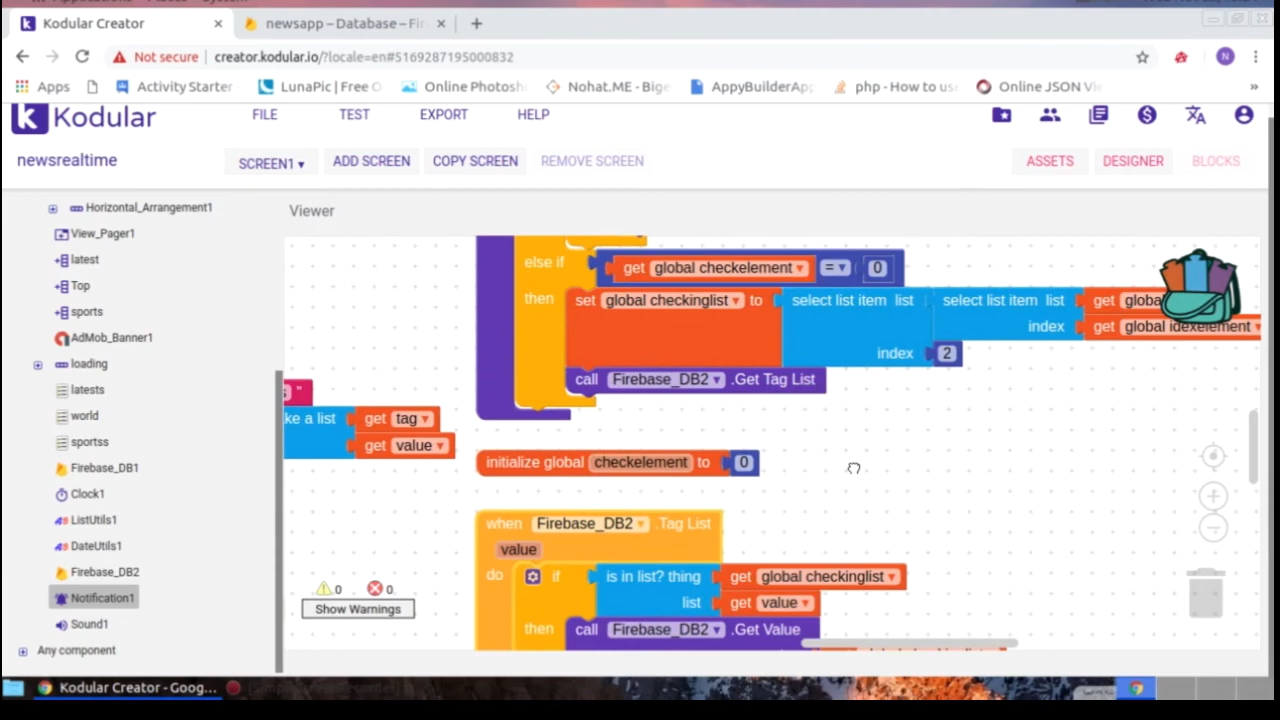 Kodular Creator
newsapp – Database – Fir
Not secure
creator.kodular.io/?locale=en#5169287195000832
N
Apps
Activity Starter
LunaPic | Free O
Online Photosh
Nohat.ME - Bige
AppyBuilderApp
php - How to us
Online JSON Vi
»
Kodular
FILE
TEST
EXPORT
HELP
newsrealtime
SCREEN1
ADD SCREEN
COPY SCREEN
REMOVE SCREEN
ASSETS
DESIGNER
BLOCKS
Horizontal_Arrangement1
View_Pager1
latest
Top
sports
AdMob_Banner1
loading
latests
world
sportss
Firebase_DB1
Clock1
ListUtils1
DateUtils1
Firebase_DB2
Notification1
Sound1
Any component
Viewer
else if
get global checkelement = 0
then
set global checkinglist to select list item list select list item list get globa
index get global idexelement
index 2
call Firebase_DB2 .Get Tag List
s "
ke a list get tag
get value
initialize global checkelement to 0
when Firebase_DB2 .Tag List
value
do if is in list? thing get global checkinglist
list get value
then call Firebase_DB2 .Get Value
0 0
Show Warnings
Kodular Creator - Goog...